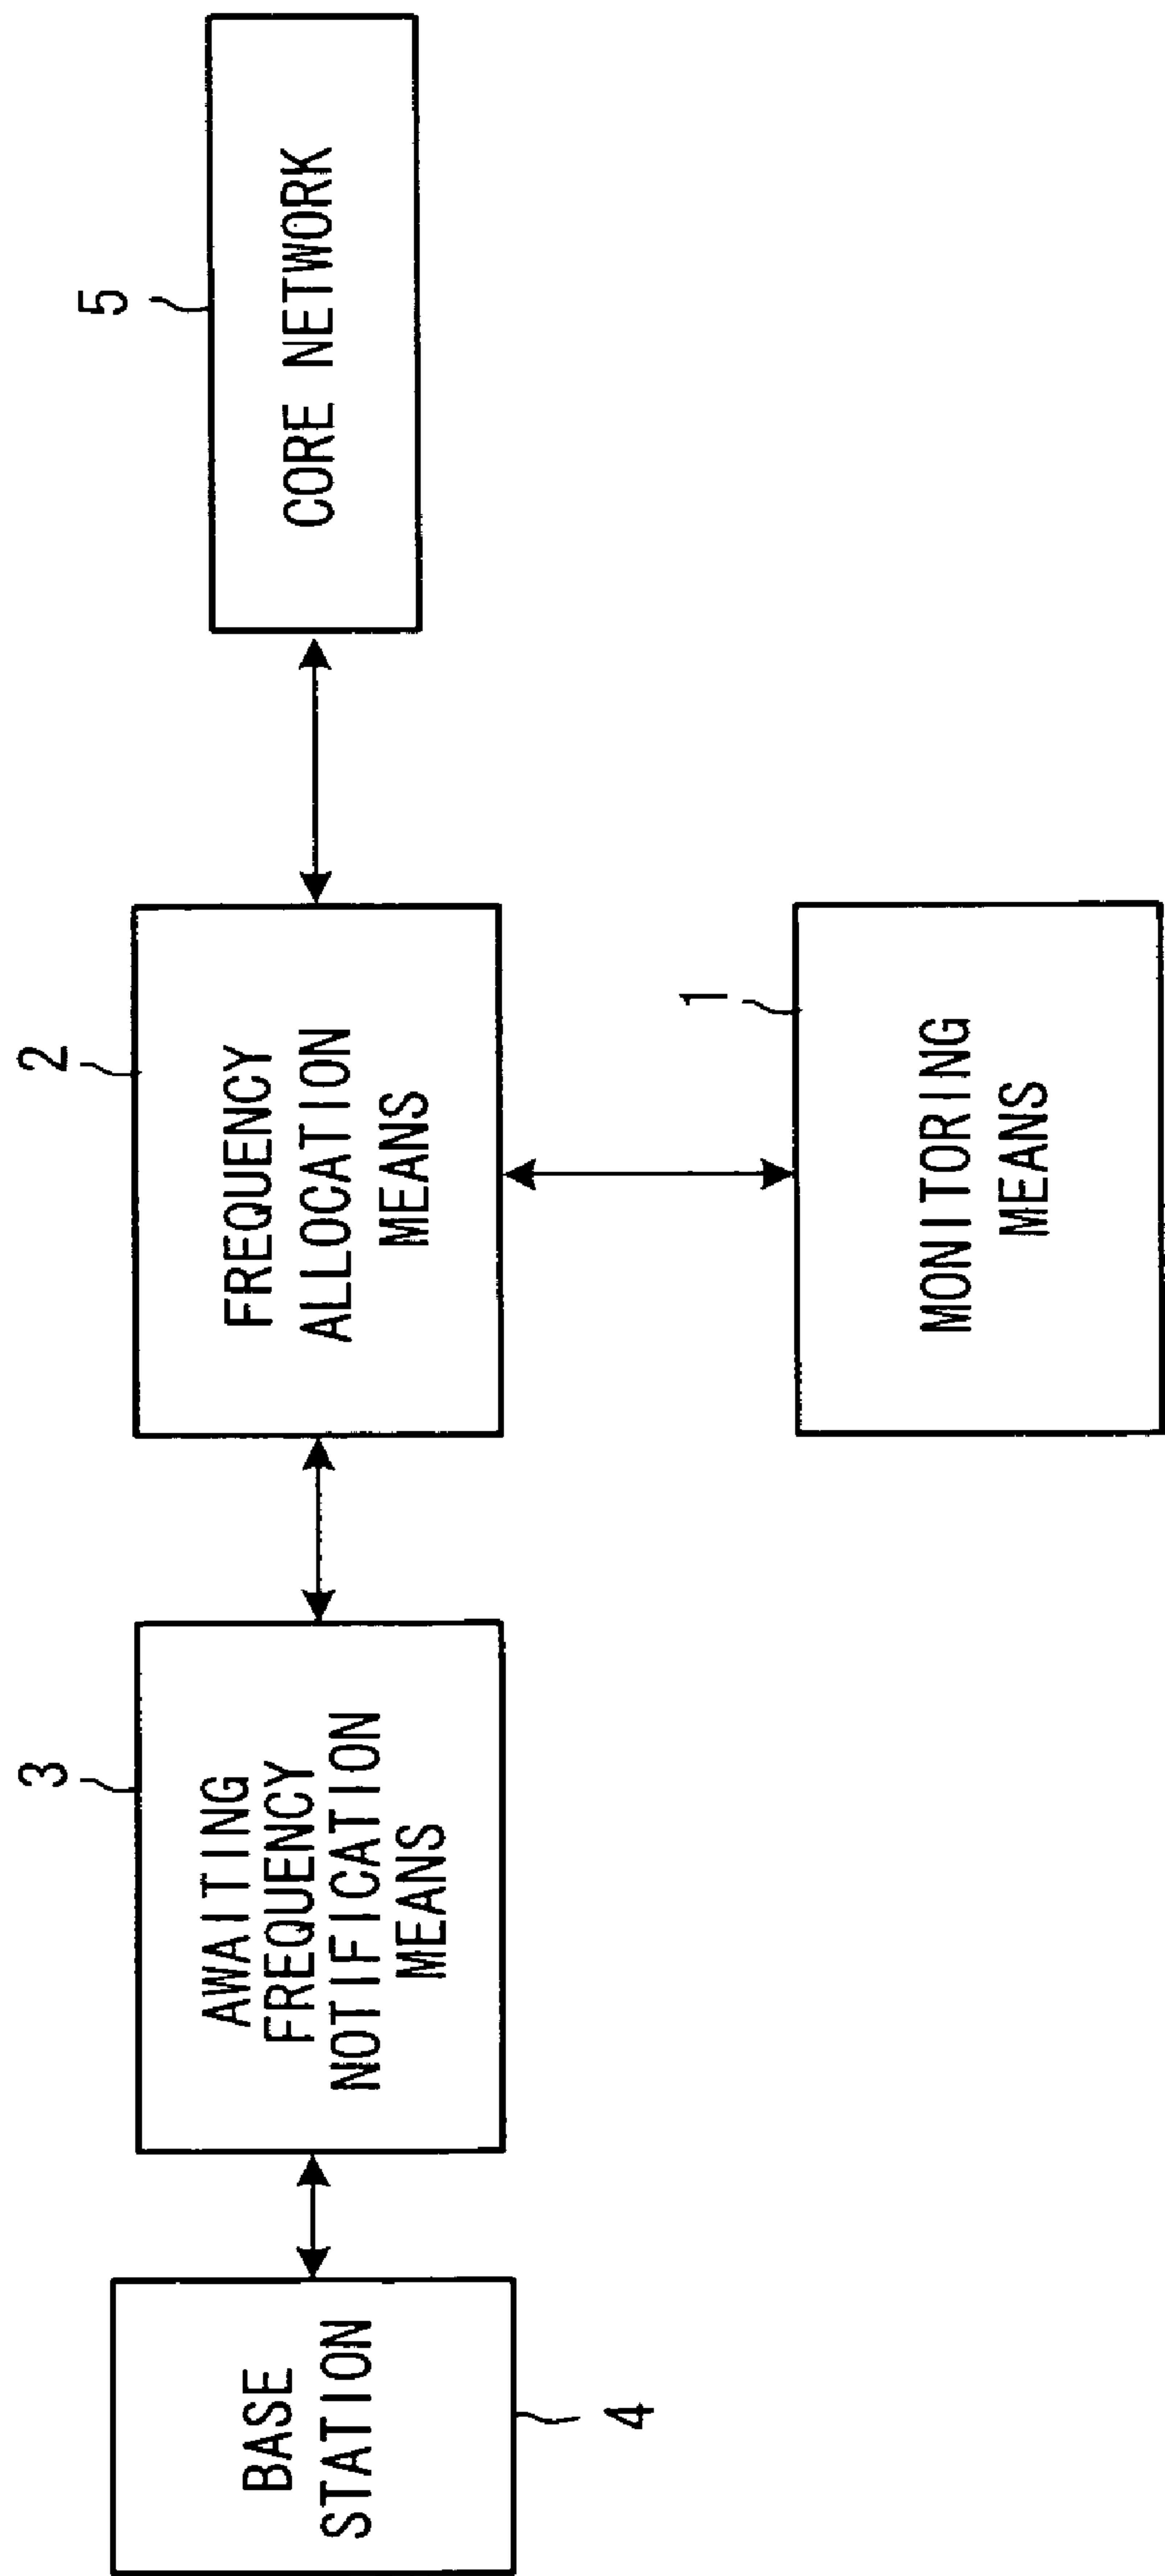 4
BASE
STATION
3
AWAITING
FREQUENCY
NOTIFICATION
MEANS
2
FREQUENCY
ALLOCATION
MEANS
5
CORE NETWORK
1
MONITORING
MEANS